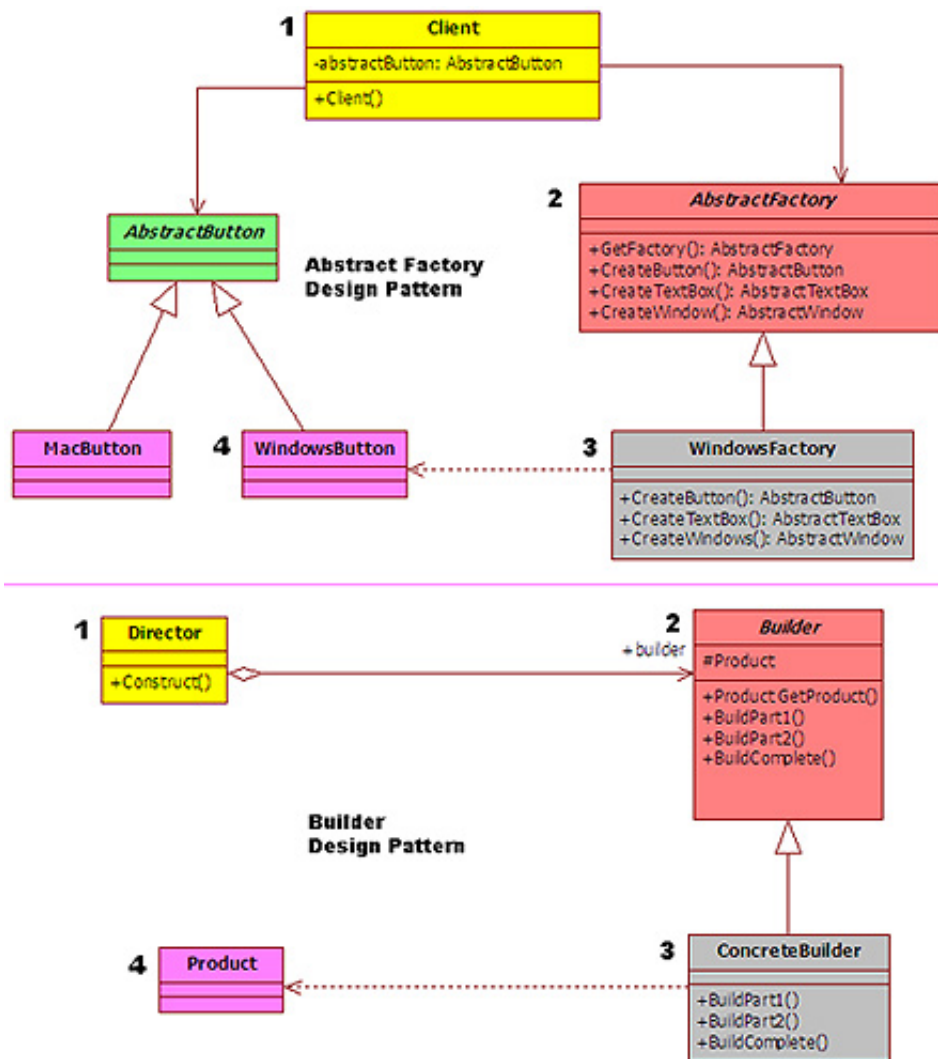 1
Client
-abstractButton: AbstractButton
+Client()
2
AbstractFactory
+GetFactory(): AbstractFactory
+CreateButton(): AbstractButton
+CreateTextBox(): AbstractTextBox
+CreateWindow(): AbstractWindow
AbstractButton
Abstract Factory
Design Pattern
MacButton
4
WindowsButton
3
WindowsFactory
+CreateButton(): AbstractButton
+CreateTextBox(): AbstractTextBox
+CreateWindows(): AbstractWindow
1
Director
+Construct()
+builder
2
Builder
#Product
+Product GetProduct()
+BuildPart1()
+BuildPart2()
+BuildComplete()
Builder
Design Pattern
4
Product
3
ConcreteBuilder
+BuildPart1()
+BuildPart2()
+BuildComplete()